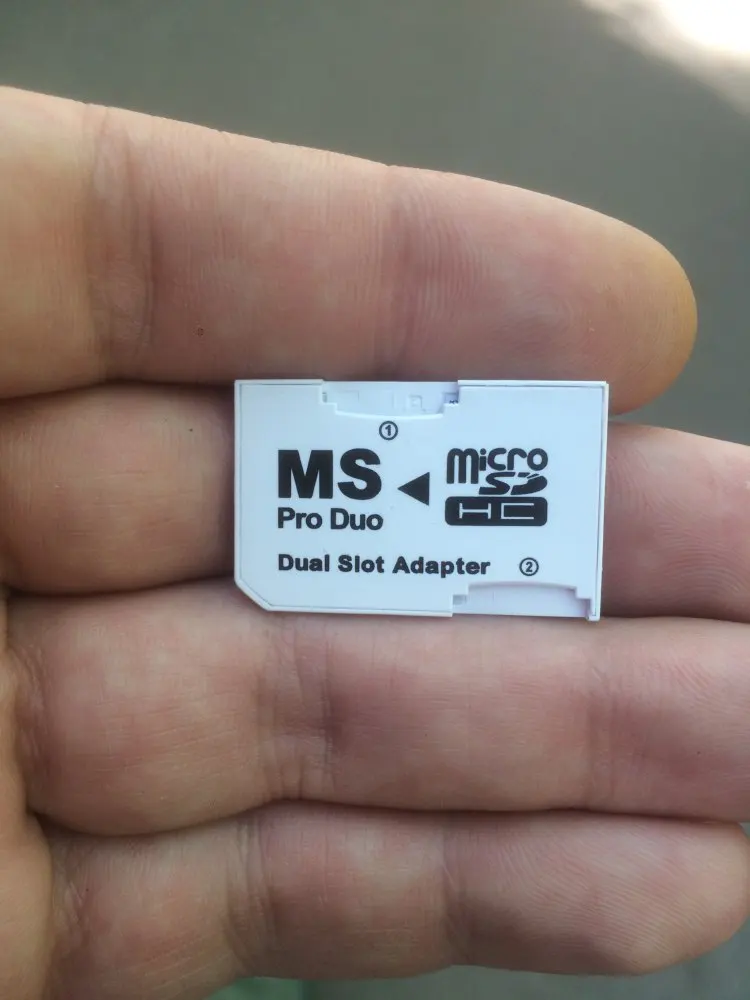 ①
MS
Pro Duo
◄
micro
SD
HC
Dual Slot Adapter ②